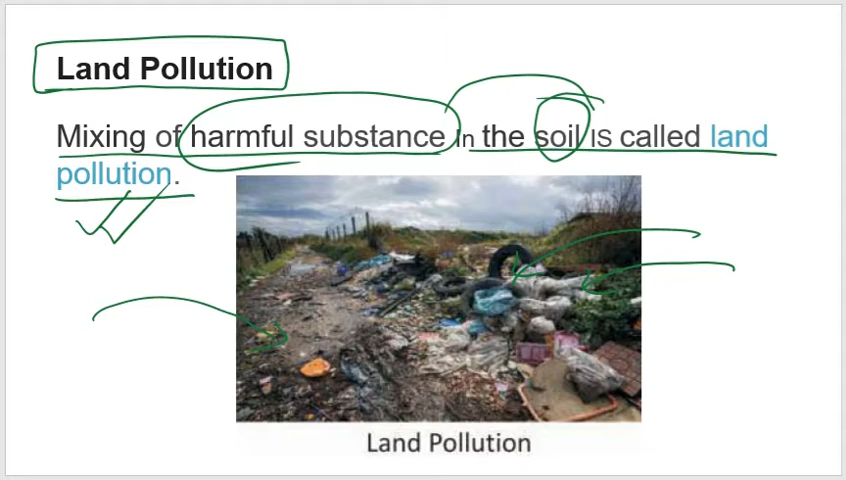 Land Pollution
Mixing of harmful substance In the soil IS called land
pollution.
Land Pollution